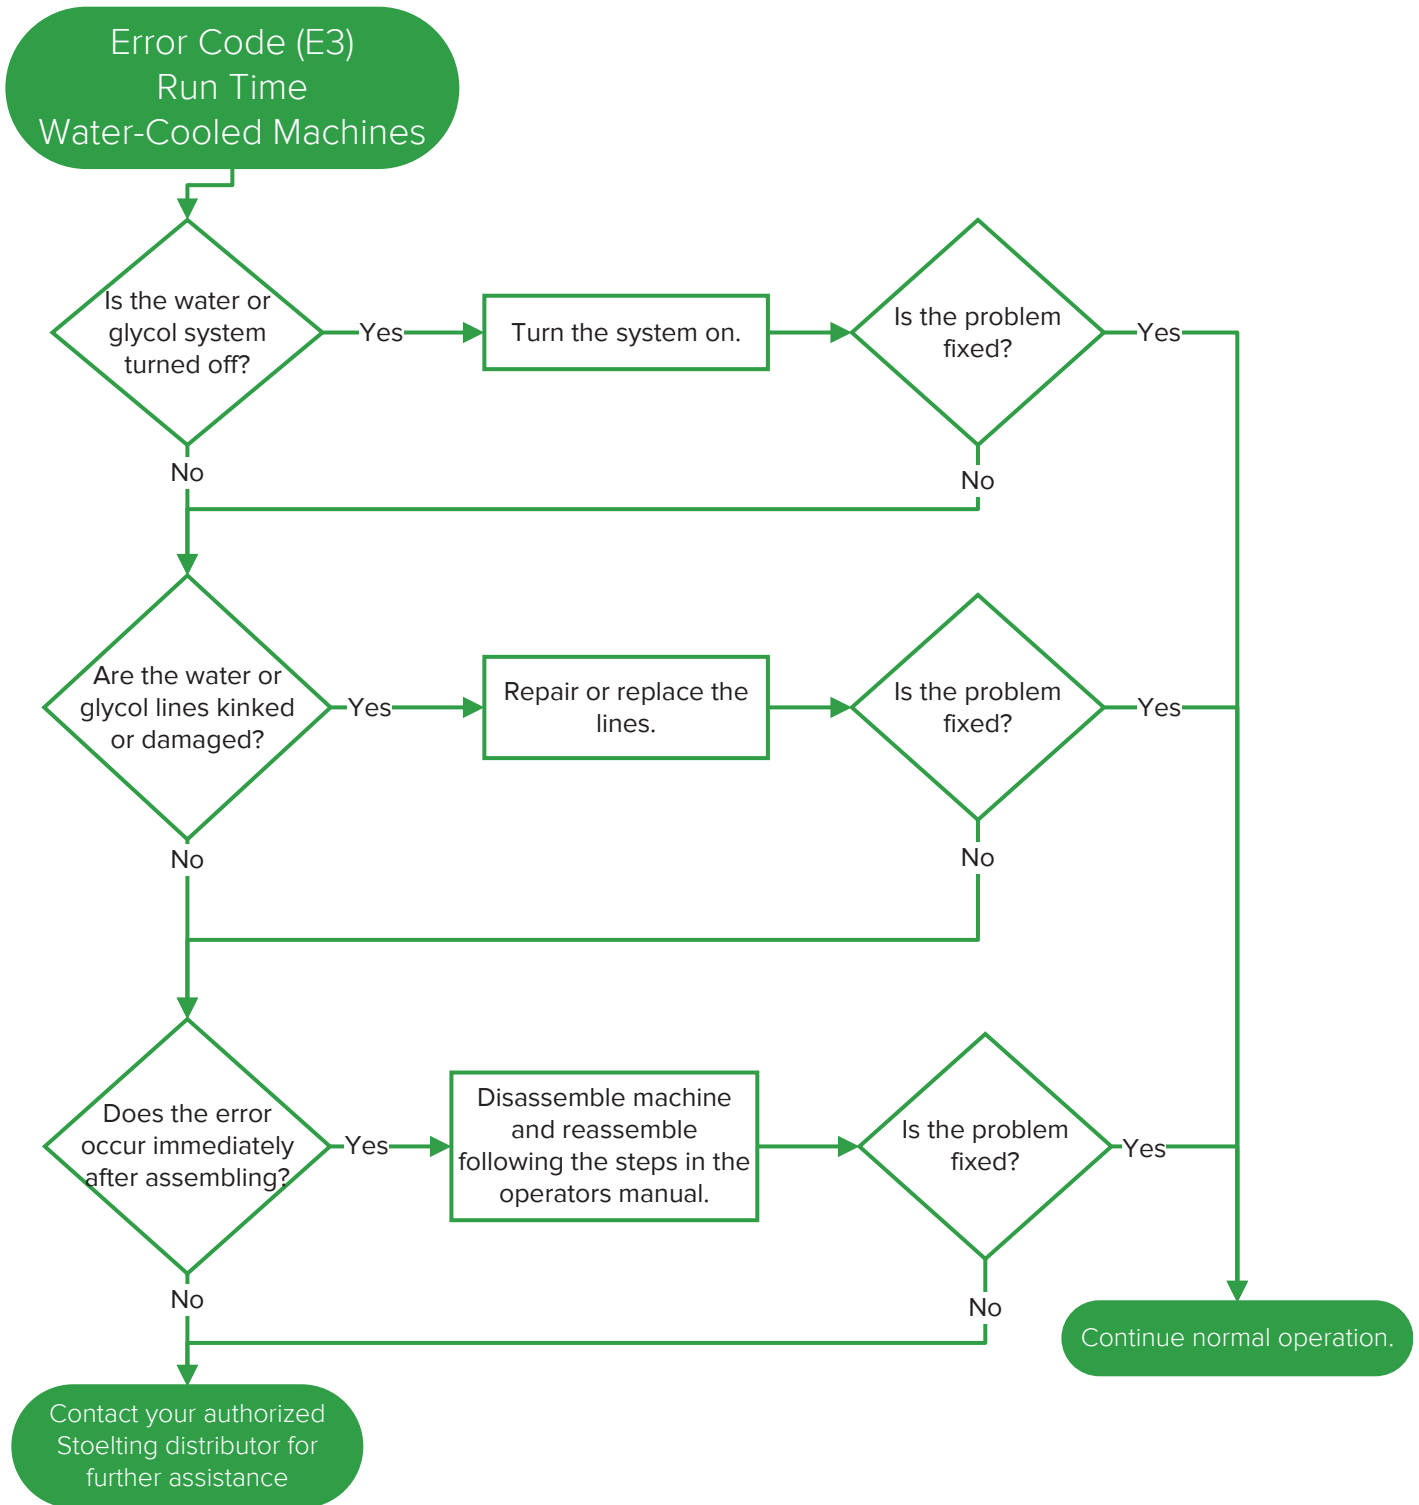 Error Code (E3)
Run Time
Water-Cooled Machines
Is the water or
glycol system
turned off?
Yes
Turn the system on.
Is the problem
fixed?
Yes
No
No
Are the water or
glycol lines kinked
or damaged?
Yes
Repair or replace the
lines.
Is the problem
fixed?
Yes
No
No
Does the error
occur immediately
after assembling?
Yes
Disassemble machine
and reassemble
following the steps in the
operators manual.
Is the problem
fixed?
Yes
No
No
Continue normal operation.
Contact your authorized
Stoelting distributor for
further assistance